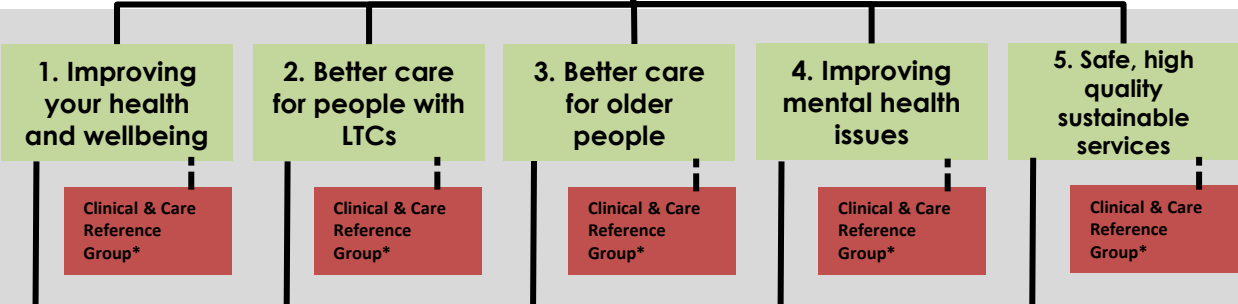 1. Improving
your health
and wellbeing
2. Better care
for people with
LTCs
3. Better care
for older
people
4. Improving
mental health
issues
5. Safe, high
quality
sustainable
services
Clinical & Care
Reference
Group*
Clinical & Care
Reference
Group*
Clinical & Care
Reference
Group*
Clinical & Care
Reference
Group*
Clinical & Care
Reference
Group*